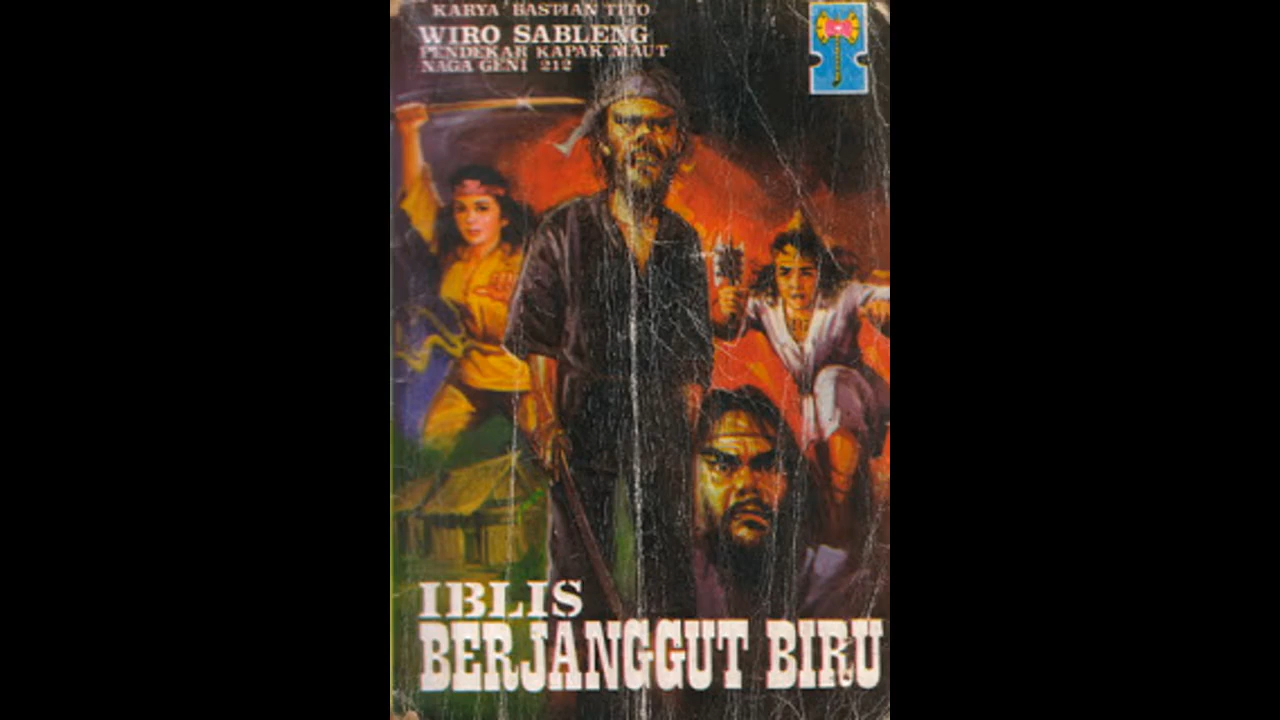 KARYA BASTIAN TITO
WIRO SABLENG
PENDEKAR KAPAK MAUT
NAGA GENI 212
IBLIS
BERJANGGUT BIRU